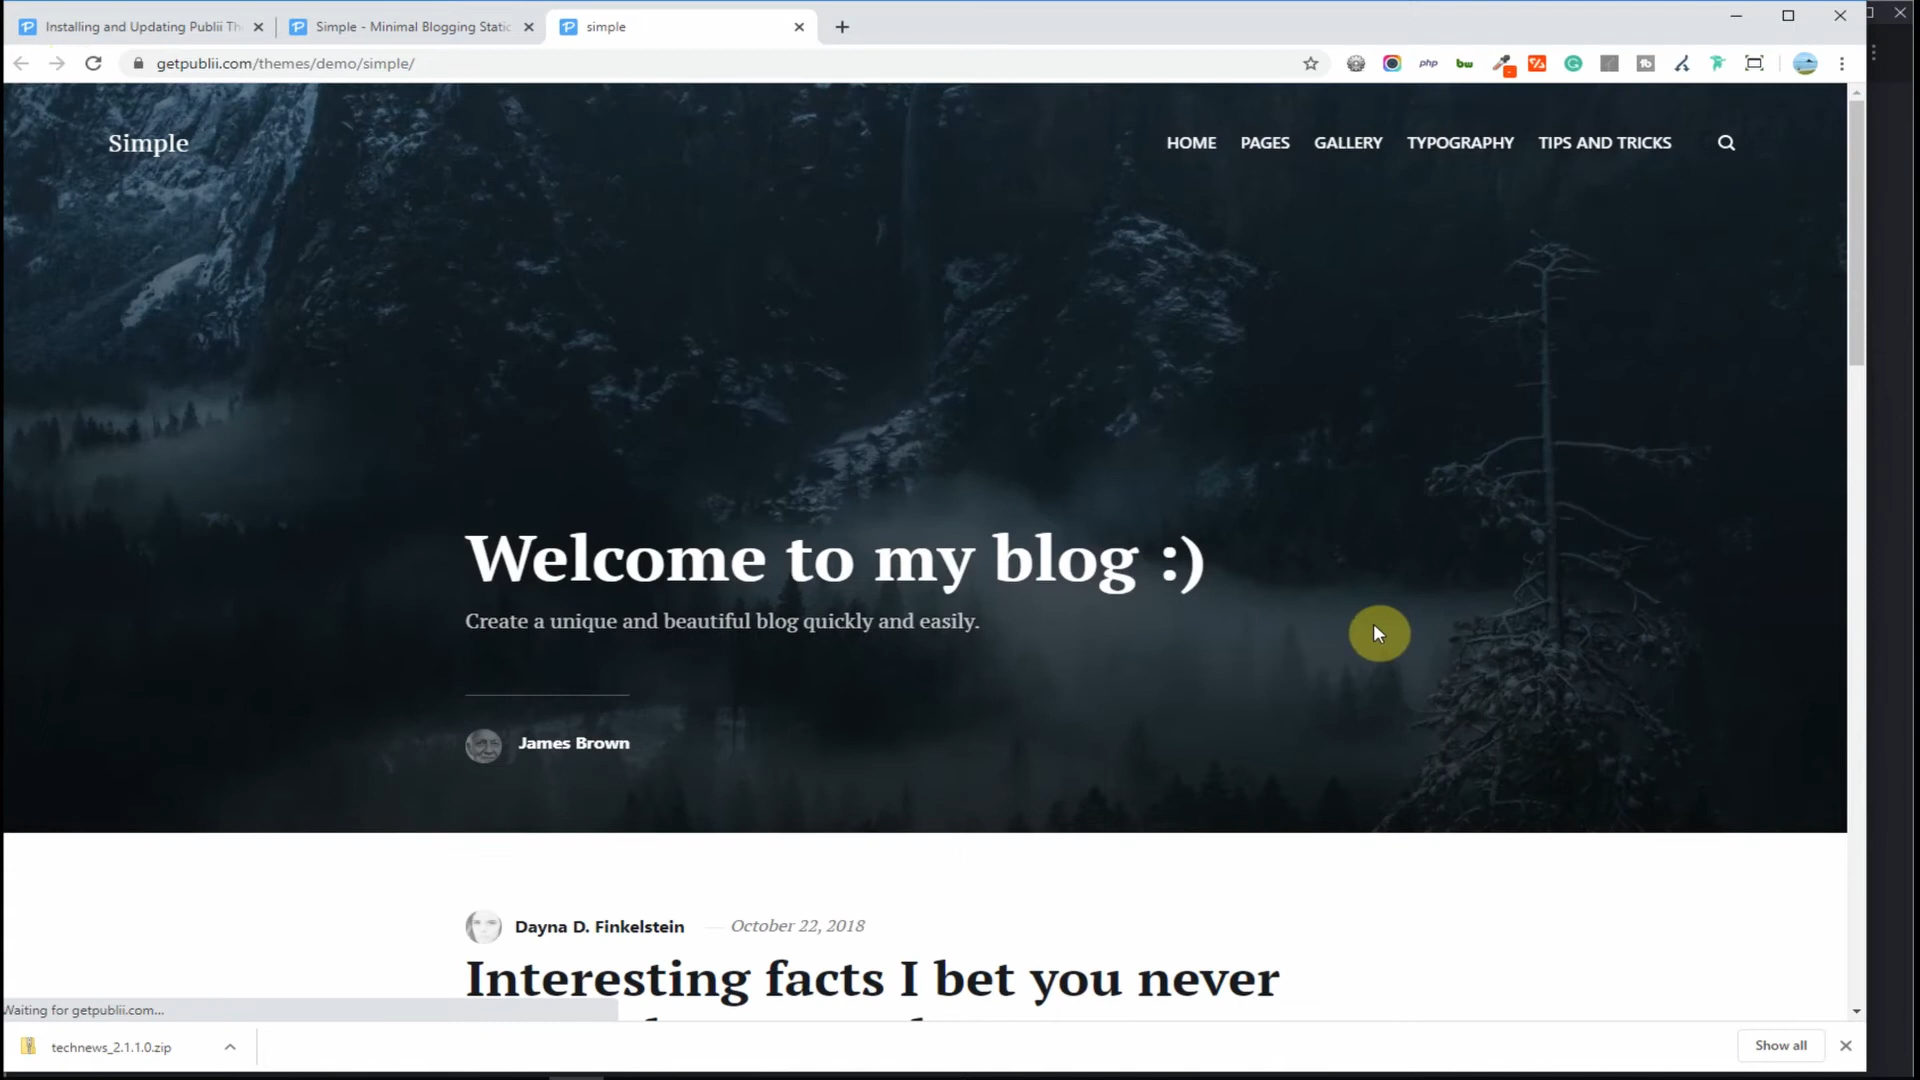 Installing and Updating Publii Th
Simple - Minimal Blogging Static
simple
getpublii.com/themes/demo/simple/
php
bw
Simple
HOME
PAGES
GALLERY
TYPOGRAPHY
TIPS AND TRICKS
Welcome to my blog :)
Create a unique and beautiful blog quickly and easily.
James Brown
Dayna D. Finkelstein
October 22, 2018
Interesting facts I bet you never
Waiting for getpublii.com...
technews_2.1.1.0.zip
Show all